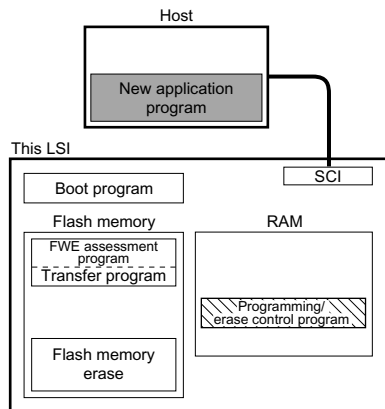 Host
New application
program
This LSI
SCI
Boot program
Flash memory
RAM
FWE assessment
program
Transfer program
Programming/
erase control program
Flash memory
erase